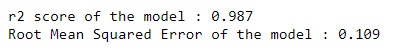 r2 score of the model : 0.987
Root Mean Squared Error of the model : 0.109